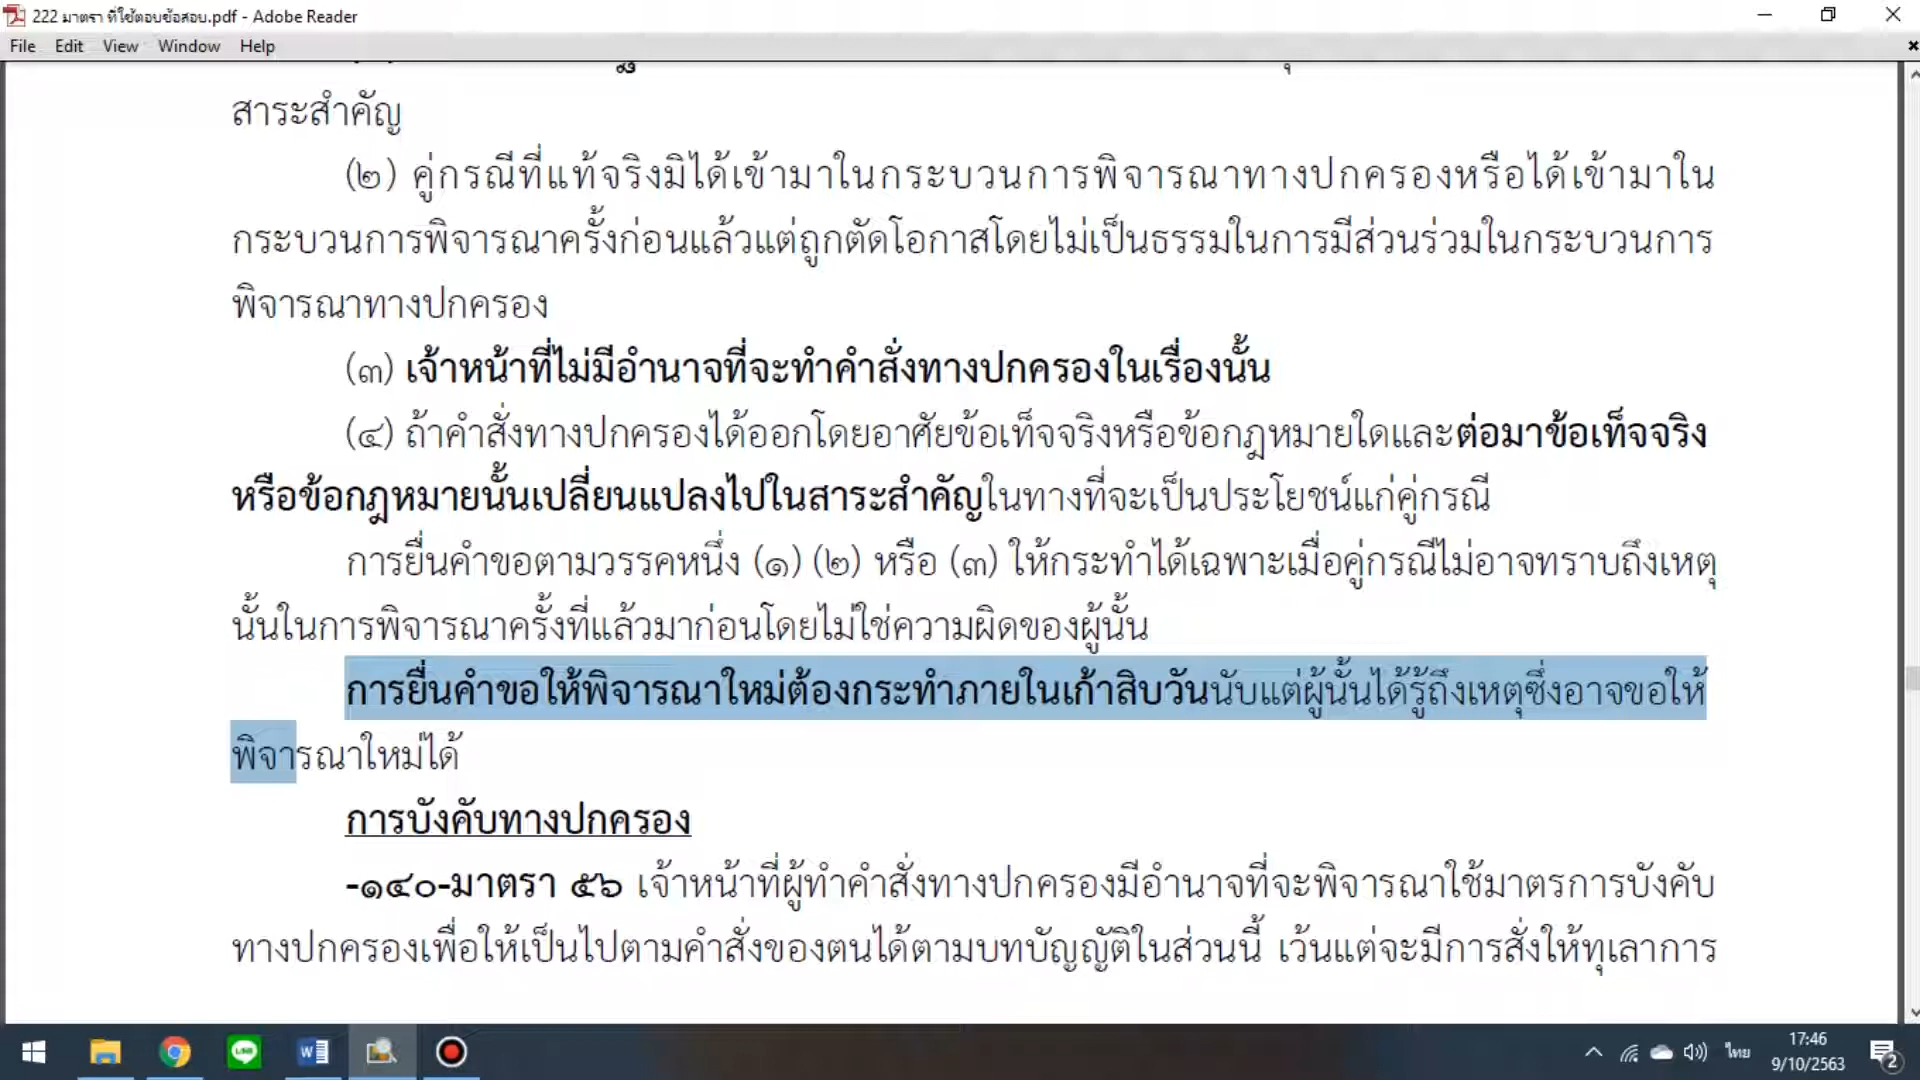 222 มาตรา ที่ใช้ตอบข้อสอบ.pdf - Adobe Reader
File Edit View Window Help
สาระสำคัญ
(๒) คู่กรณีที่แท้จริงมิได้เข้ามาในกระบวนการพิจารณาทางปกครองหรือได้เข้ามาใน
กระบวนการพิจารณาครั้งก่อนแล้วแต่ถูกตัดโอกาสโดยไม่เป็นธรรมในการมีส่วนร่วมในกระบวนการ
พิจารณาทางปกครอง
(๓) เจ้าหน้าที่ไม่มีอำนาจที่จะทำคำสั่งทางปกครองในเรื่องนั้น
(๔) ถ้าคำสั่งทางปกครองได้ออกโดยอาศัยข้อเท็จจริงหรือข้อกฎหมายใดและต่อมาข้อเท็จจริง
หรือข้อกฎหมายนั้นเปลี่ยนแปลงไปในสาระสำคัญในทางที่จะเป็นประโยชน์แก่คู่กรณี
การยื่นคำขอตามวรรคหนึ่ง (๑) (๒) หรือ (๓) ให้กระทำได้เฉพาะเมื่อคู่กรณีไม่อาจทราบถึงเหตุ
นั้นในการพิจารณาครั้งที่แล้วมาก่อนโดยไม่ใช่ความผิดของผู้นั้น
การยื่นคำขอให้พิจารณาใหม่ต้องกระทำภายในเก้าสิบวันนับแต่ผู้นั้นได้รู้ถึงเหตุซึ่งอาจขอให้
พิจารณาใหม่ได้
การบังคับทางปกครอง
-๑๔๐-มาตรา ๕๖ เจ้าหน้าที่ผู้ทำคำสั่งทางปกครองมีอำนาจที่จะพิจารณาใช้มาตรการบังคับ
ทางปกครองเพื่อให้เป็นไปตามคำสั่งของตนได้ตามบทบัญญัติในส่วนนี้ เว้นแต่จะมีการสั่งให้ทุเลาการ
LINE
ไทย
17:46
9/10/2563
2